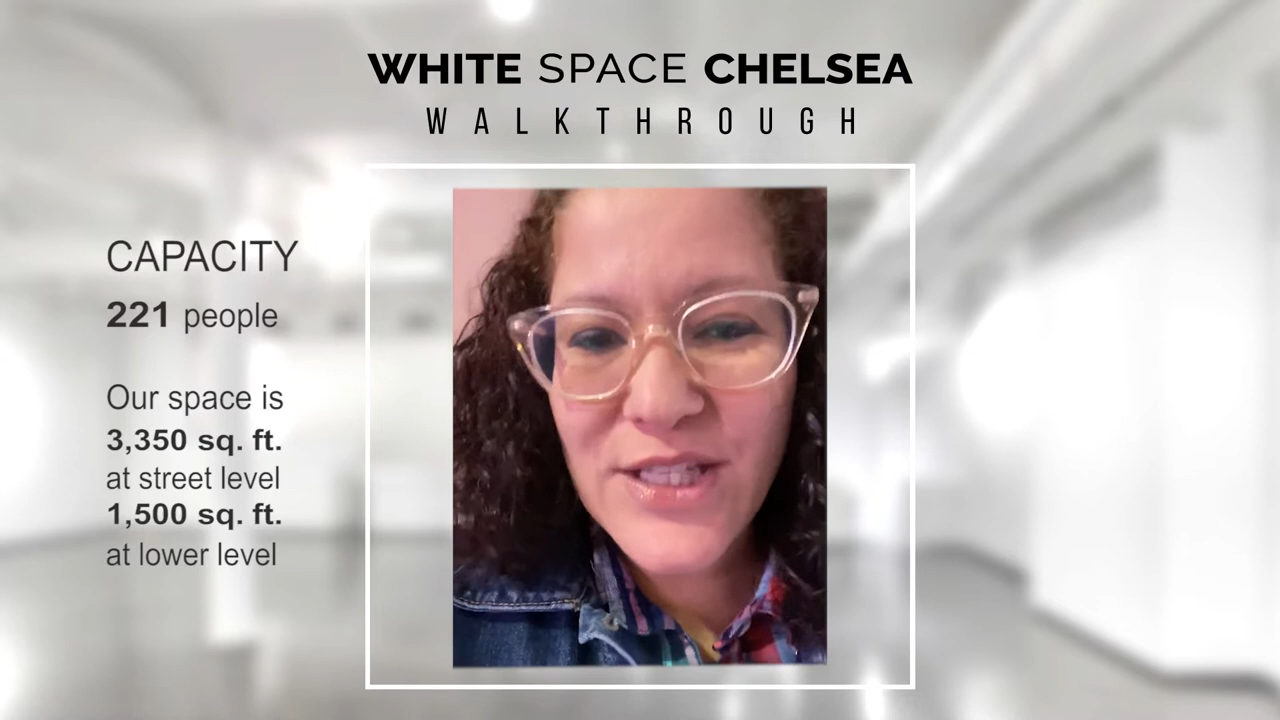 WHITE SPACE CHELSEA
WALKTHROUGH
CAPACITY
221 people
Our space is
3,350 sq. ft.
at street level
1,500 sq. ft.
at lower level